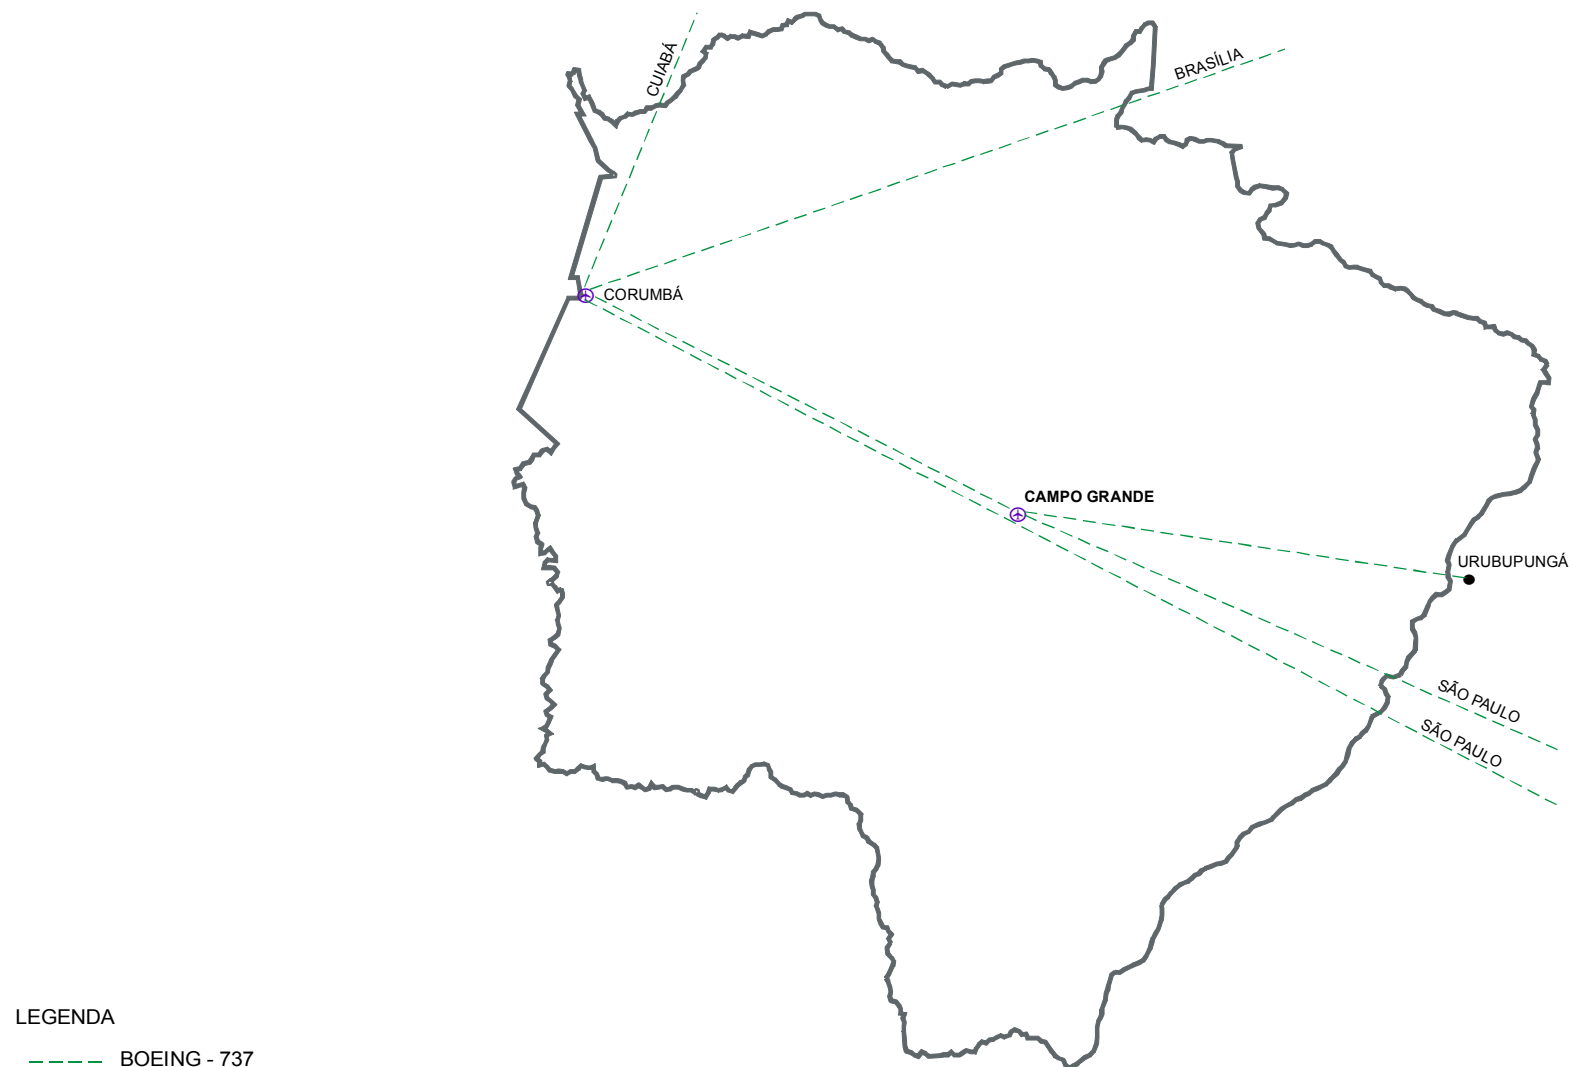 CUIABÁ
BRASÍLIA
CORUMBÁ
CAMPO GRANDE
URUBUPUNGÁ
SÃO PAULO
SÃO PAULO
LEGENDA
BOEING - 737